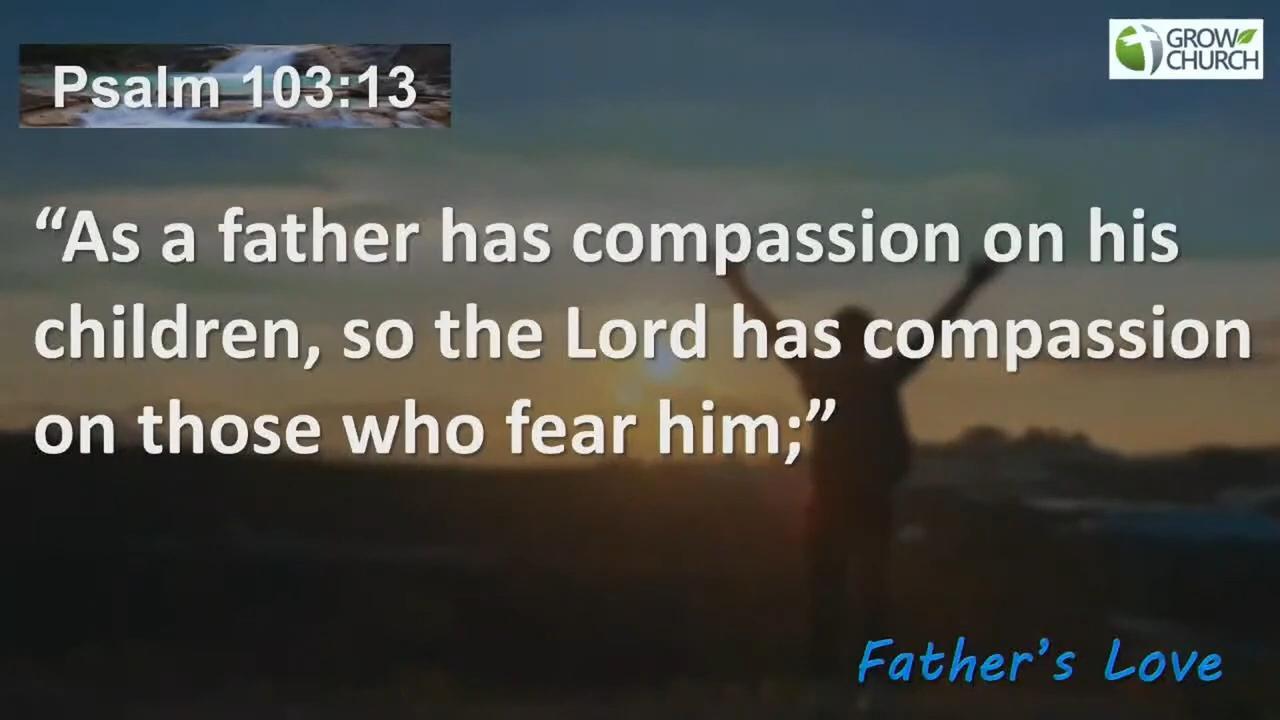 Psalm 103:13
GROW
CHURCH
“As a father has compassion on his
children, so the Lord has compassion
on those who fear him;”
Father’s Love